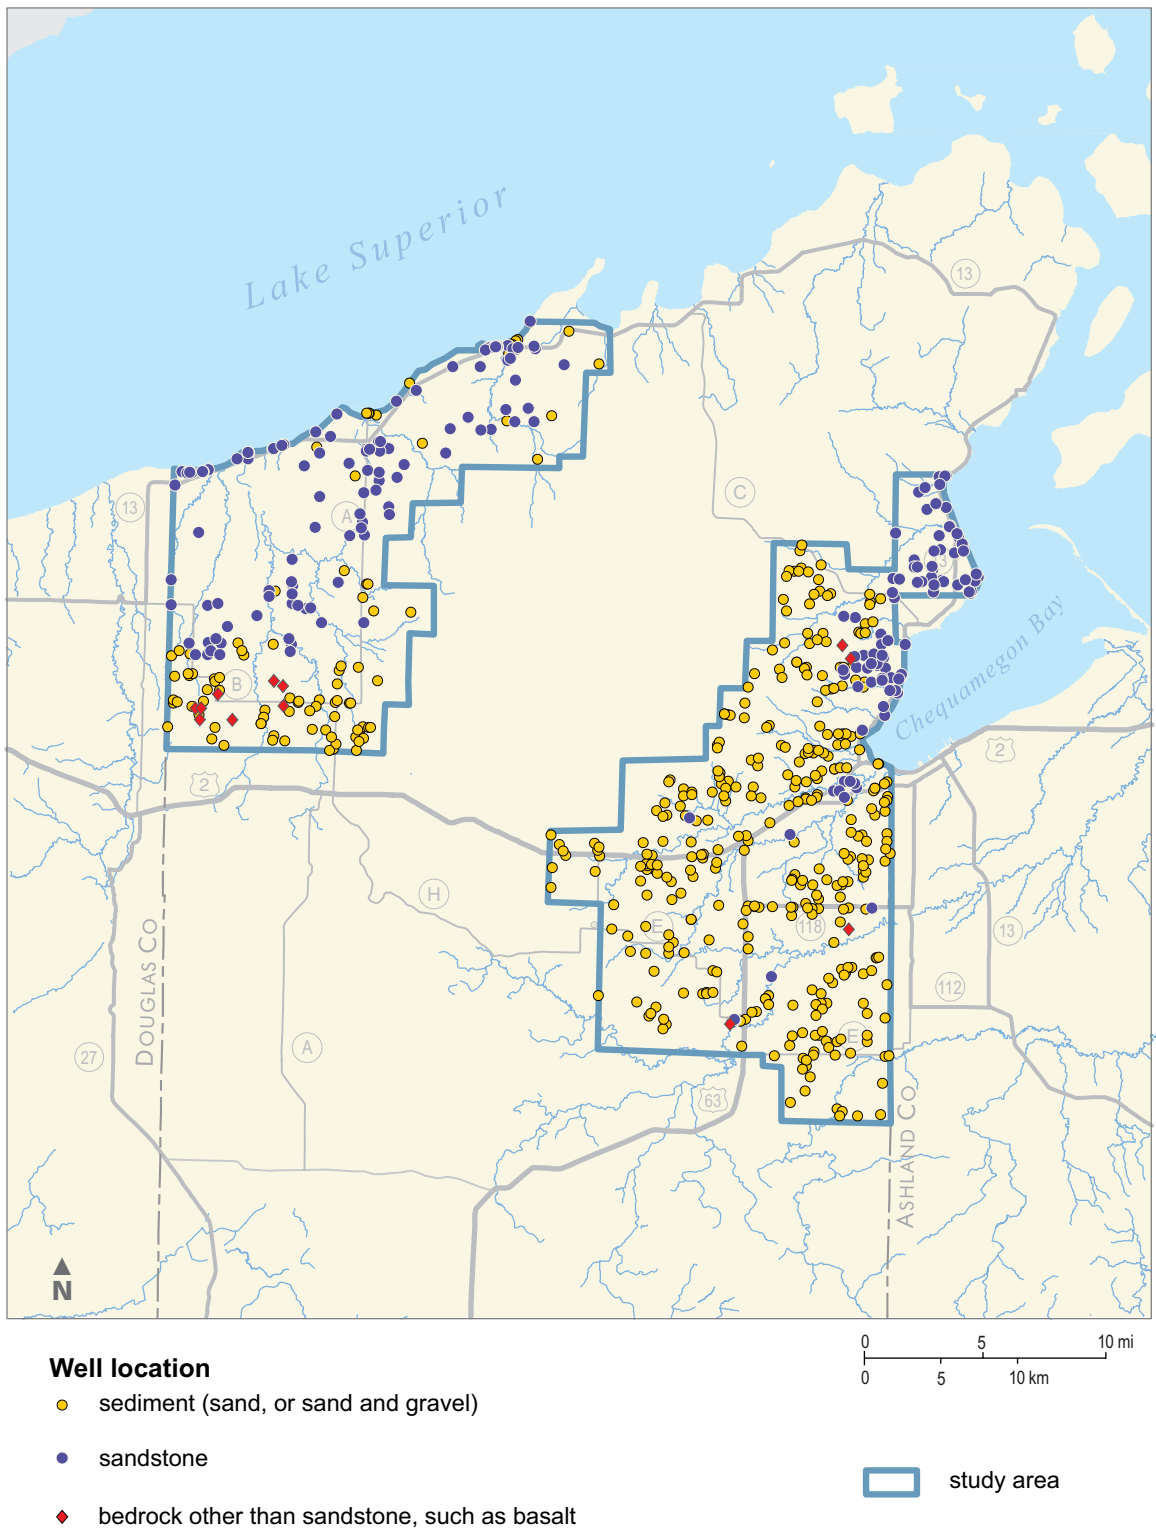 Lake Superior
13
C
13
A
13
B
Chequamegon Bay
2
2
H
E
118
13
DOUGLAS CO
112
27
A
E
63
ASHLAND CO
N
0 5 10 mi
0 5 10 km
Well location
sediment (sand, or sand and gravel)
sandstone
study area
bedrock other than sandstone, such as basalt